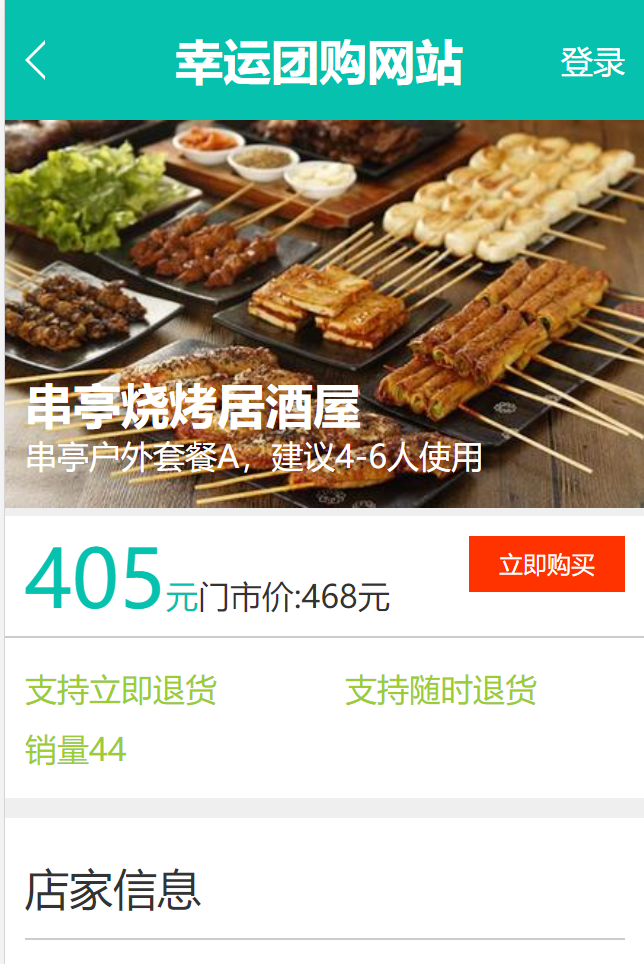 幸运团购网站 登录
串亭烧烤居酒屋
串亭户外套餐A，建议4-6人使用
405元门市价:468元 立即购买
支持立即退货 支持随时退货
销量44
店家信息